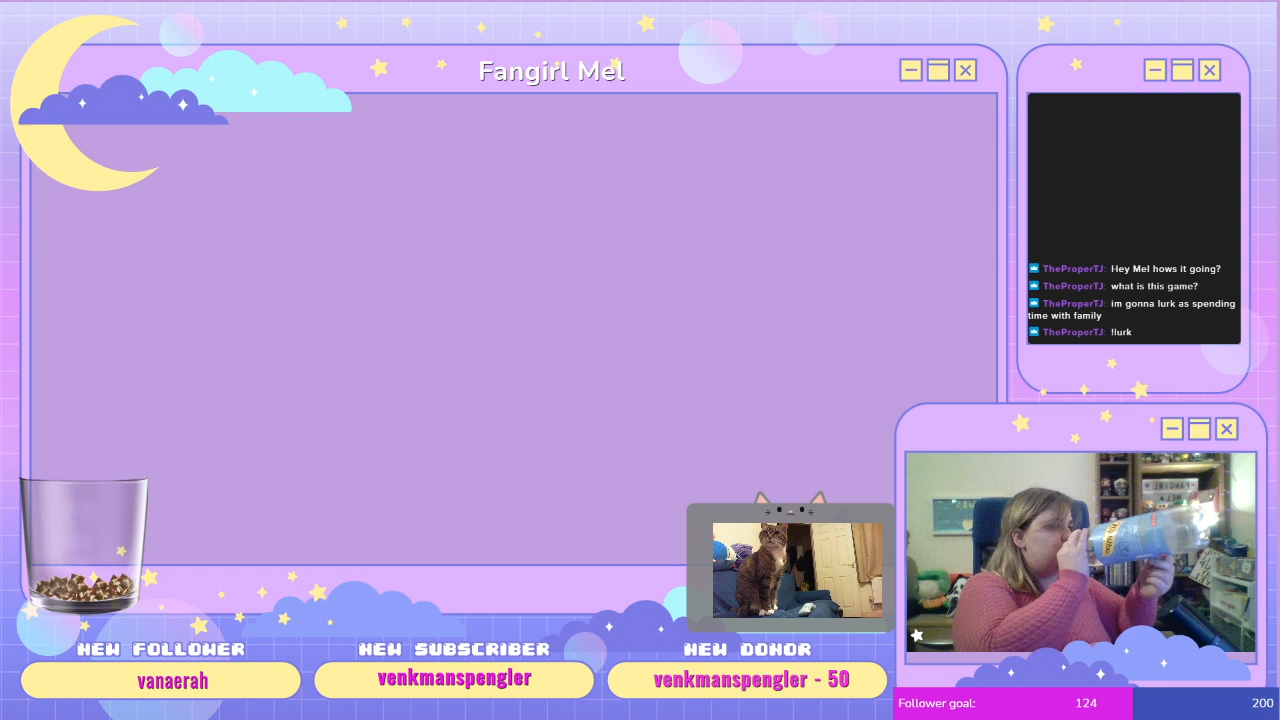 Fangirl Mel
TheProperTJ: Hey Mel hows it going?
TheProperTJ: what is this game?
TheProperTJ: im gonna lurk as spending
time with family
TheProperTJ: !lurk
NEW FOLLOWER
vanaerah
NEW SUBSCRIBER
venkmanspengler
NEW DONOR
venkmanspengler - 50
Follower goal:
124
200